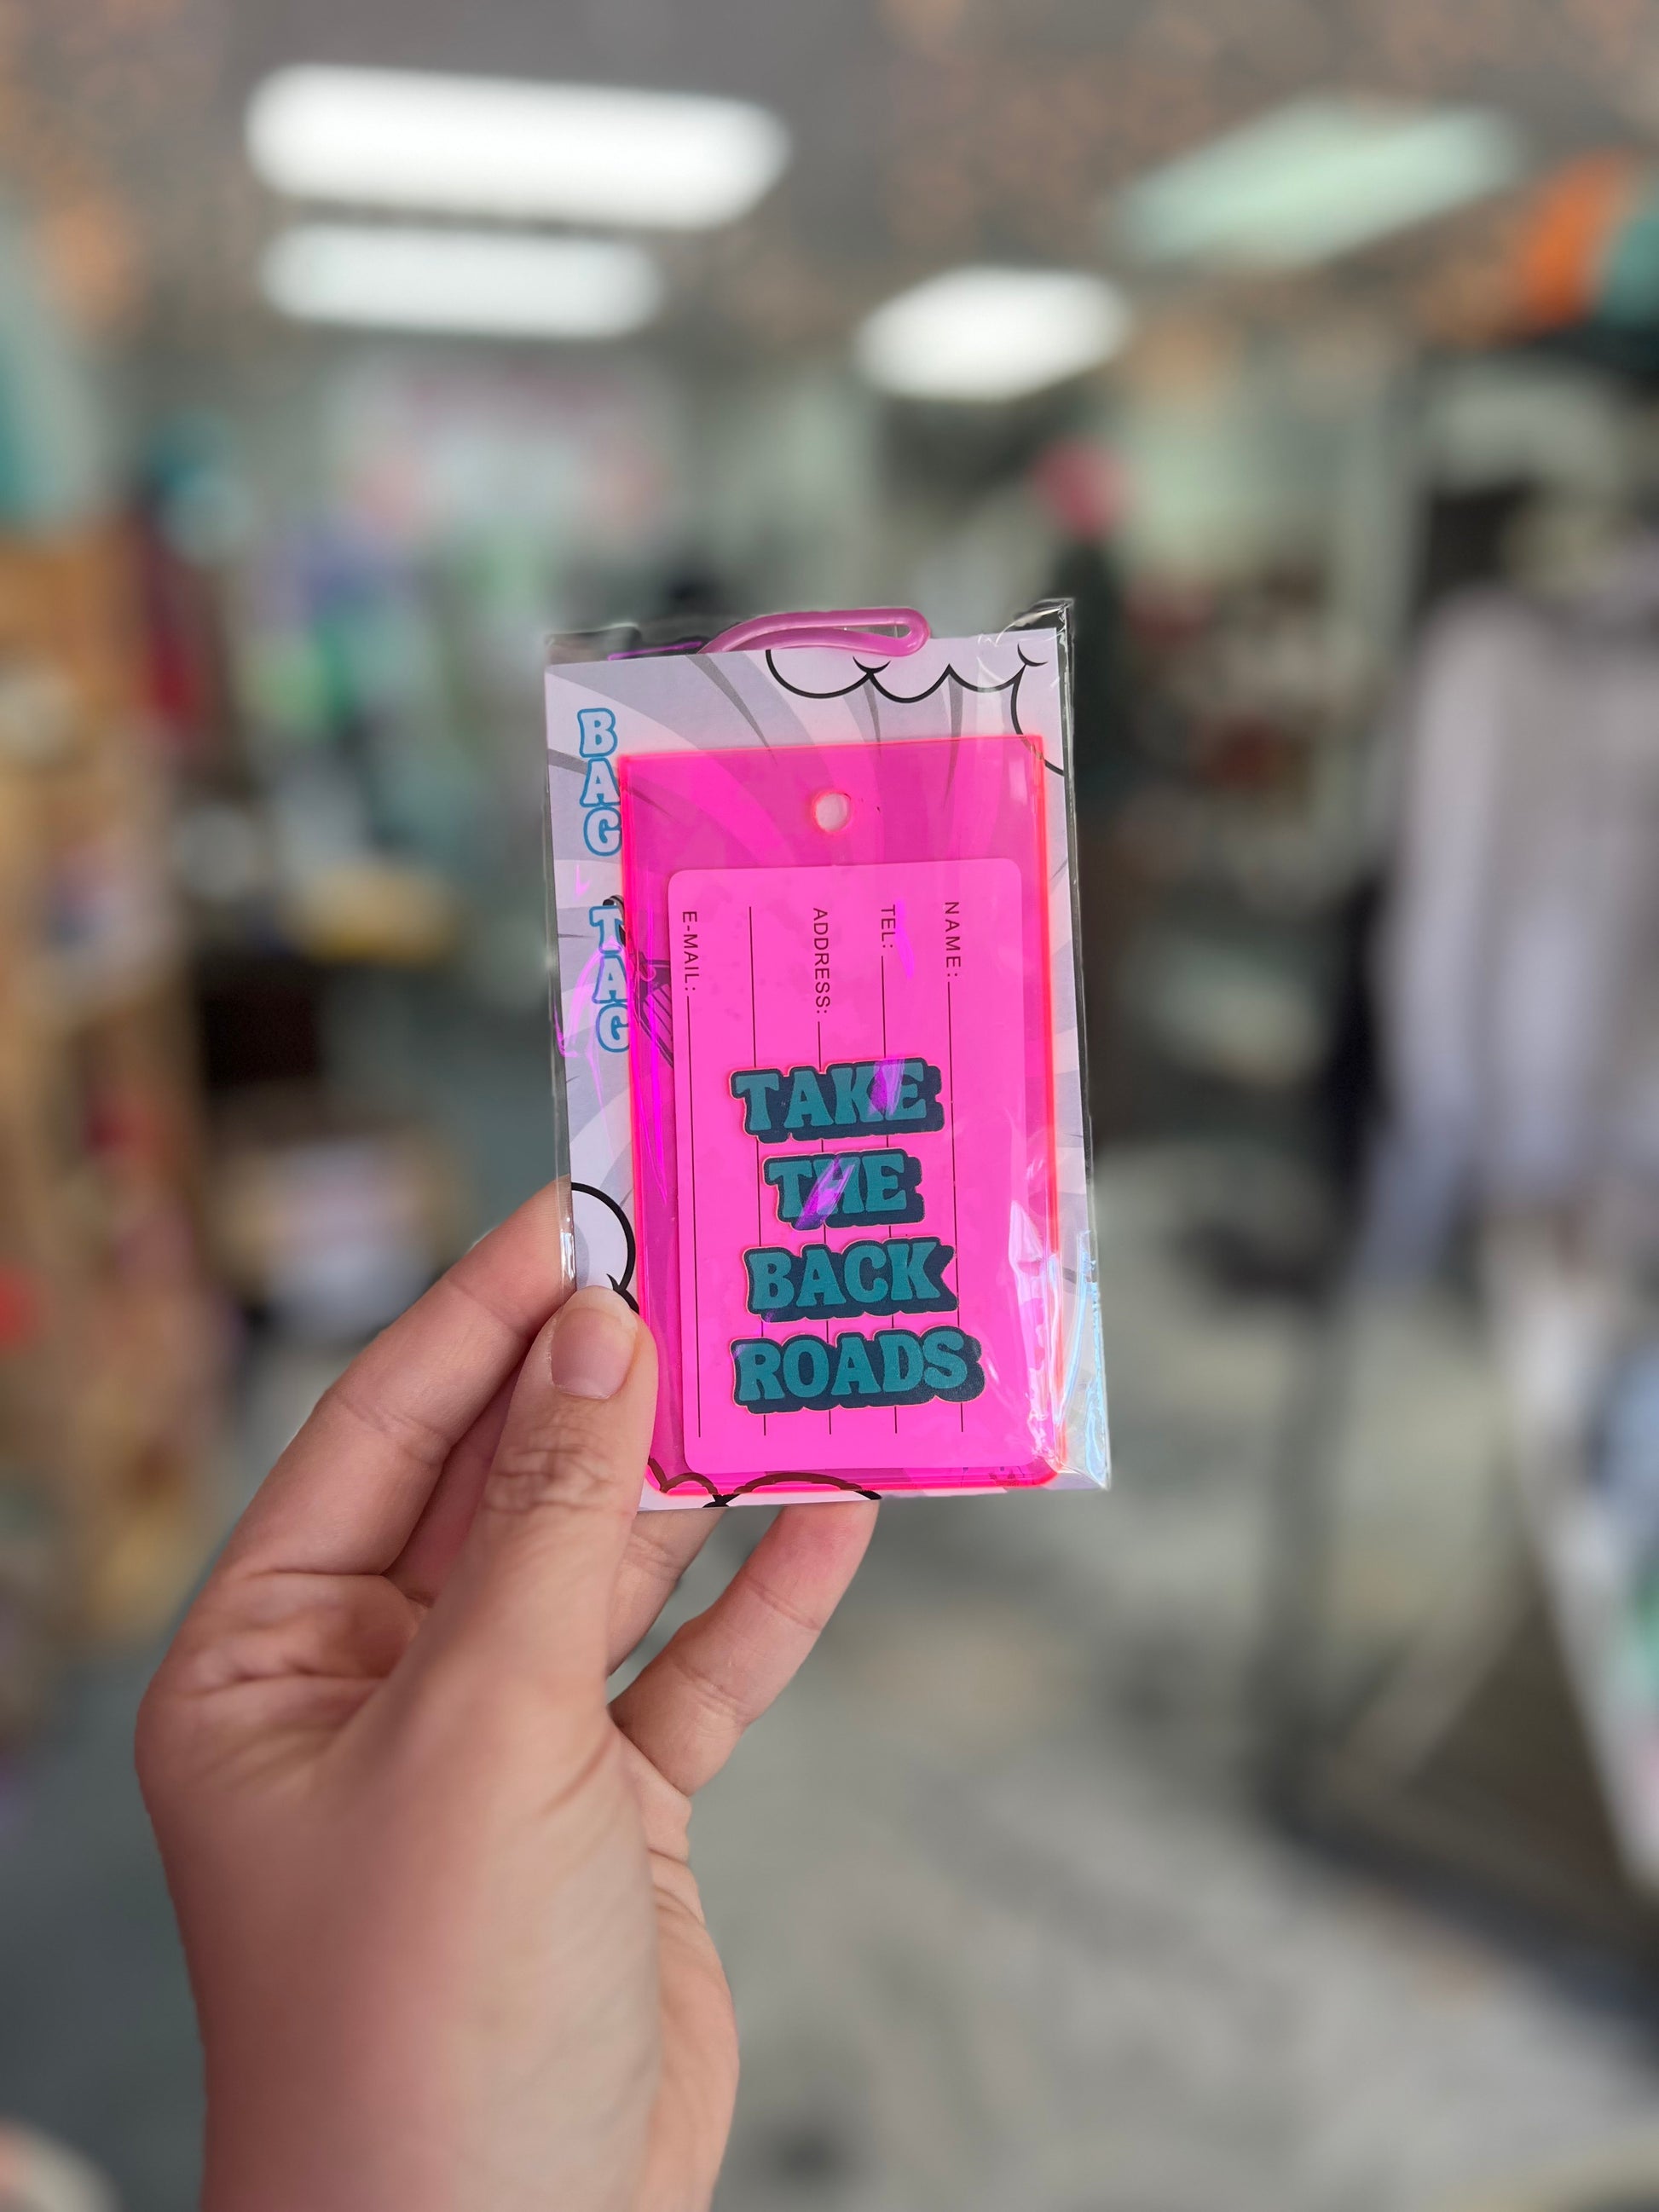 BAG TAG
NAME:
TEL:
ADDRESS:
E-MAIL:
TAKE
THE
BACK
ROADS